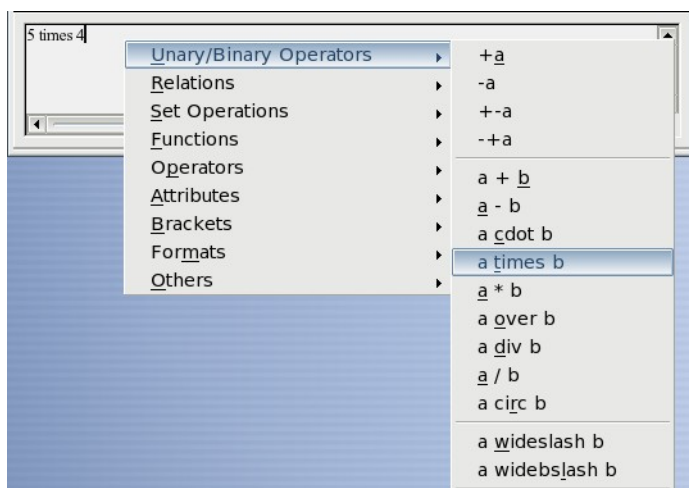 5 times 4
Unary/Binary Operators
Relations
Set Operations
Functions
Operators
Attributes
Brackets
Formats
Others
+a
-a
+-a
-+a
a + b
a - b
a cdot b
a times b
a * b
a over b
a div b
a / b
a circ b
a wideslash b
a widebslash b